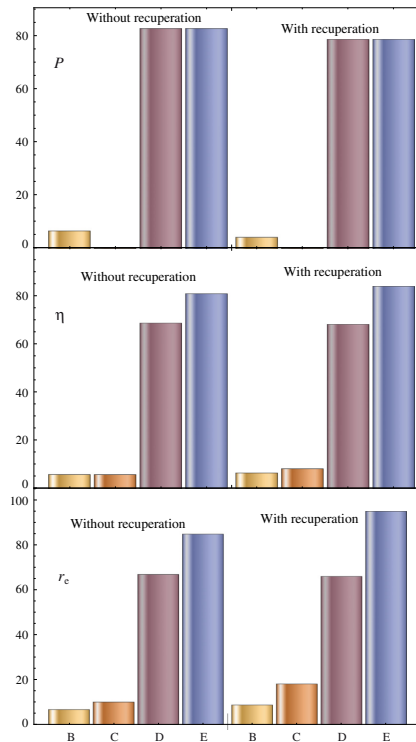 Without recuperation
With recuperation
P
80
60
40
20
0
Without recuperation
With recuperation
η
80
60
40
20
0
100
Without recuperation
With recuperation
r_e
80
60
40
20
0
B C D E B C D E